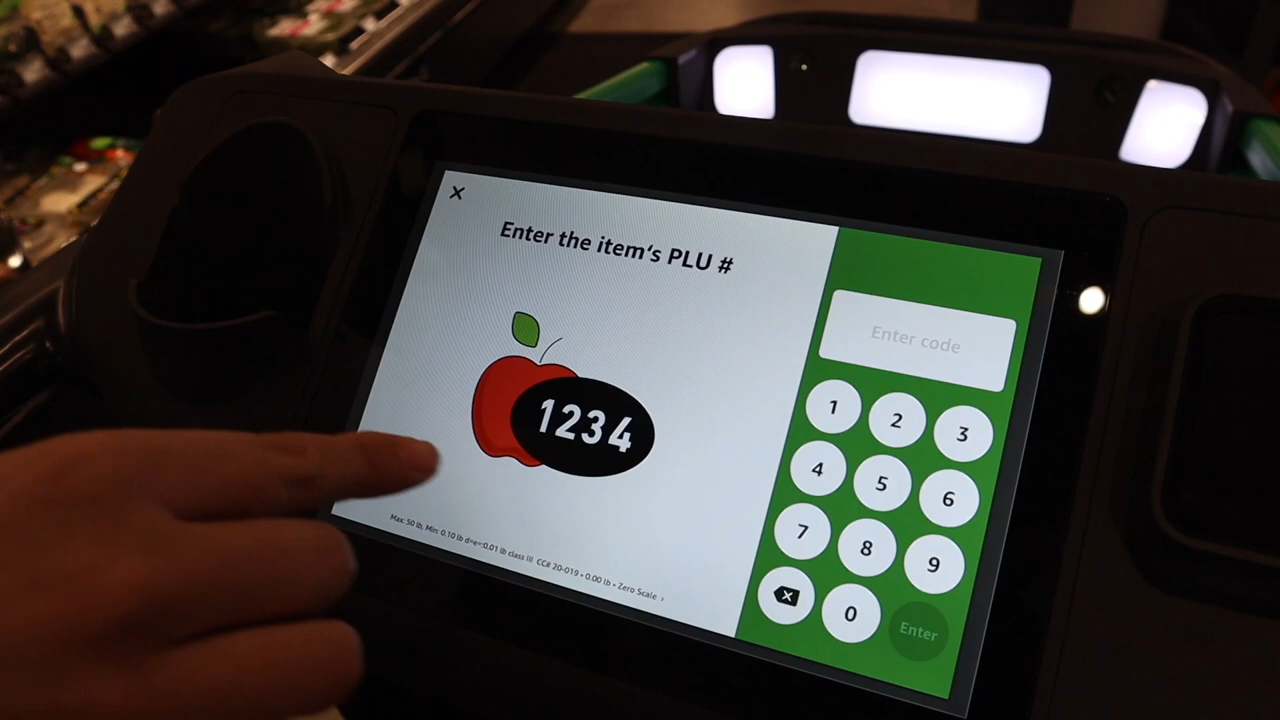 Enter the item's PLU #
1234
Max: 50 lb, Min: 0.10 lb d=e=:0.01 lb class III CC# 20-019 • 0.00 lb • Zero Scale ›
Enter code
1 2 3
4 5 6
7 8 9
0 Enter